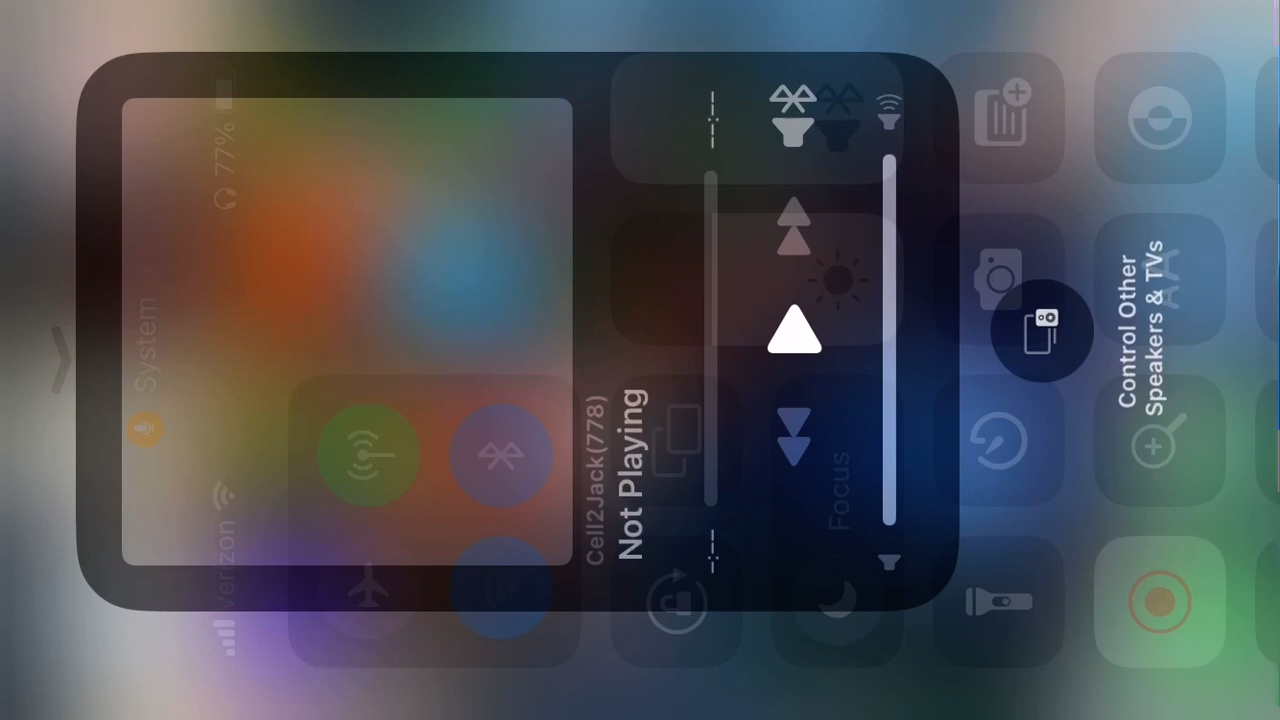 Verizon
77%
System
Cell2Jack(778)
Not Playing
--:--
--:--
Focus
Control Other
Speakers & TVs